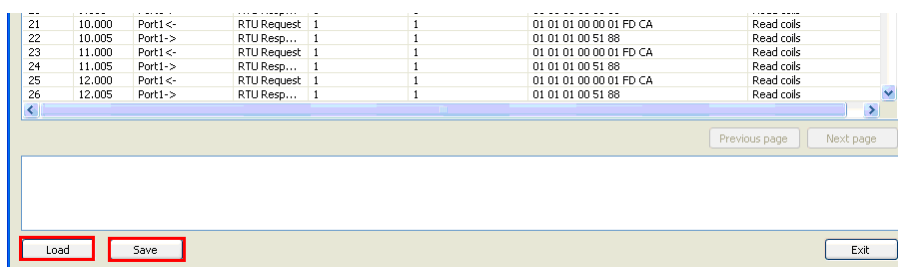 21 10.000 Port1<- RTU Request 1 1 01 01 01 00 00 01 FD CA Read coils
22 10.005 Port1-> RTU Resp... 1 1 01 01 01 00 51 88 Read coils
23 11.000 Port1<- RTU Request 1 1 01 01 01 00 00 01 FD CA Read coils
24 11.005 Port1-> RTU Resp... 1 1 01 01 01 00 51 88 Read coils
25 12.000 Port1<- RTU Request 1 1 01 01 01 00 00 01 FD CA Read coils
26 12.005 Port1-> RTU Resp... 1 1 01 01 01 00 51 88 Read coils
Previous page Next page
Load Save Exit